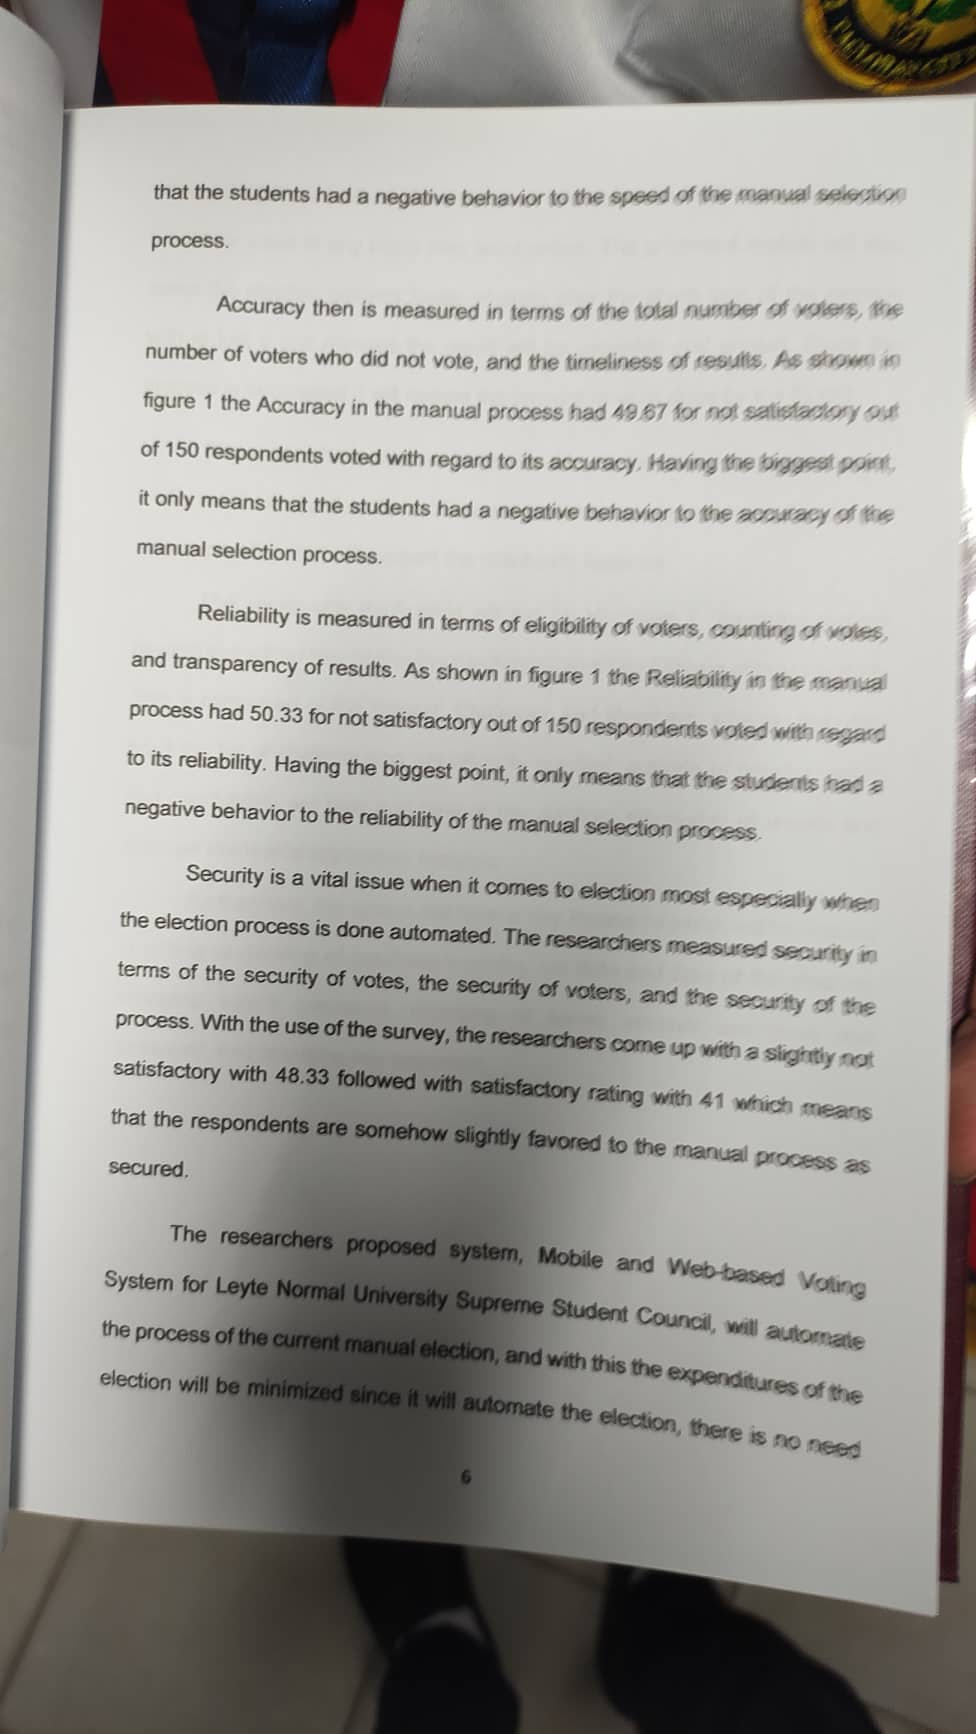 that the students had a negative behavior to the speed of the manual selection
process.
Accuracy then is measured in terms of the total number of voters, the
number of voters who did not vote, and the timeliness of results. As shown in
figure 1 the Accuracy in the manual process had 49.67 for not satisfactory out
of 150 respondents voted with regard to its accuracy. Having the biggest point,
it only means that the students had a negative behavior to the accuracy of the
manual selection process.
Reliability is measured in terms of eligibility of voters, counting of votes,
and transparency of results. As shown in figure 1 the Reliability in the manual
process had 50.33 for not satisfactory out of 150 respondents voted with regard
to its reliability. Having the biggest point, it only means that the students had a
negative behavior to the reliability of the manual selection process.
Security is a vital issue when it comes to election most especially when
the election process is done automated. The researchers measured security in
terms of the security of votes, the security of voters, and the security of the
process. With the use of the survey, the researchers come up with a slightly not
satisfactory with 48.33 followed with satisfactory rating with 41 which means
that the respondents are somehow slightly favored to the manual process as
secured.
The researchers proposed system, Mobile and Web-based Voting
System for Leyte Normal University Supreme Student Council, will automate
the process of the current manual election, and with this the expenditures of the
election will be minimized since it will automate the election, there is no need
6